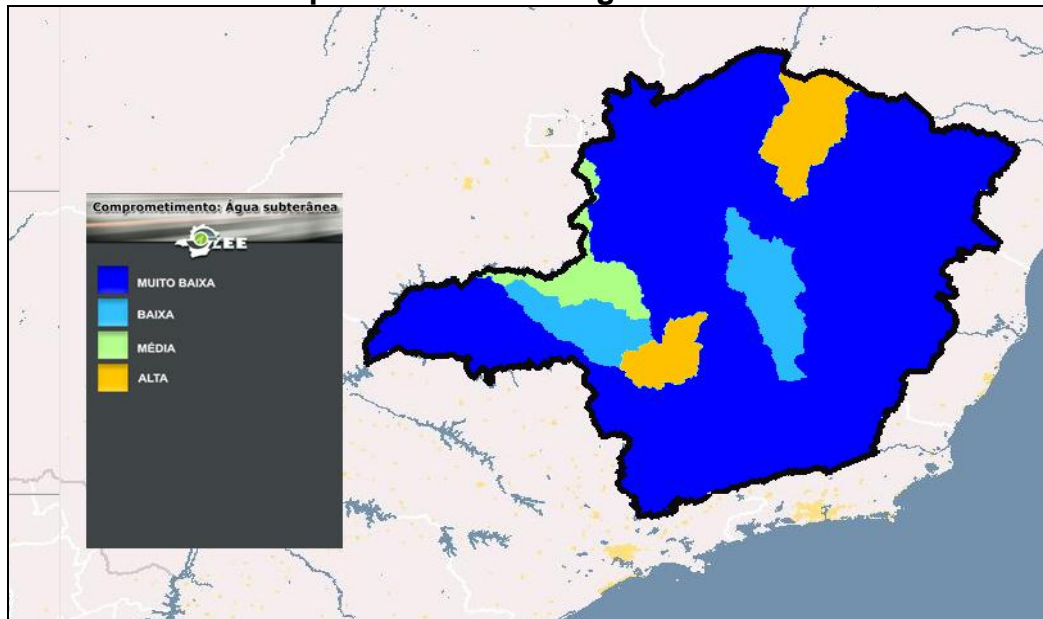 Comprometimento: Água subterânea
ZEE
MUITO BAIXA
BAIXA
MÉDIA
ALTA